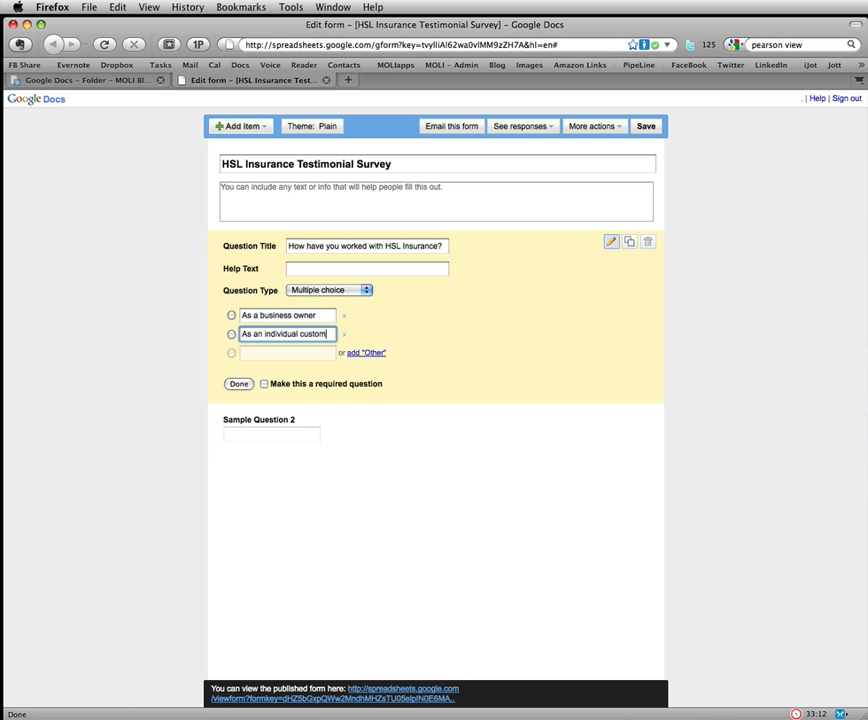 Firefox File Edit View History Bookmarks Tools Window Help
Edit form - [HSL Insurance Testimonial Survey] - Google Docs
1P http://spreadsheets.google.com/gform?key=tvylliAl62wa0vlMM9zZH7A&hl=en# 125 pearson view
FB Share Evernote Dropbox Tasks Mail Cal Docs Voice Reader Contacts MOLIapps MOLI - Admin Blog Images Amazon Links PipeLine FaceBook Twitter LinkedIn iJot Jott »
Google Docs - Folder - MOLI Bl... Edit form - [HSL Insurance Test... +
Google Docs . | Help | Sign out
Add Item Theme: Plain Email this form See responses More actions Save
HSL Insurance Testimonial Survey
You can include any text or info that will help people fill this out.
Question Title How have you worked with HSL Insurance?
Help Text
Question Type Multiple choice
As a business owner ×
As an individual custom ×
or add "Other"
Done Make this a required question
Sample Question 2
You can view the published form here: http://spreadsheets.google.com
/viewform?formkey=dHZ5bGxpQWw2MndhMHZsTU05elpIN0E6MA..
Done 33:12